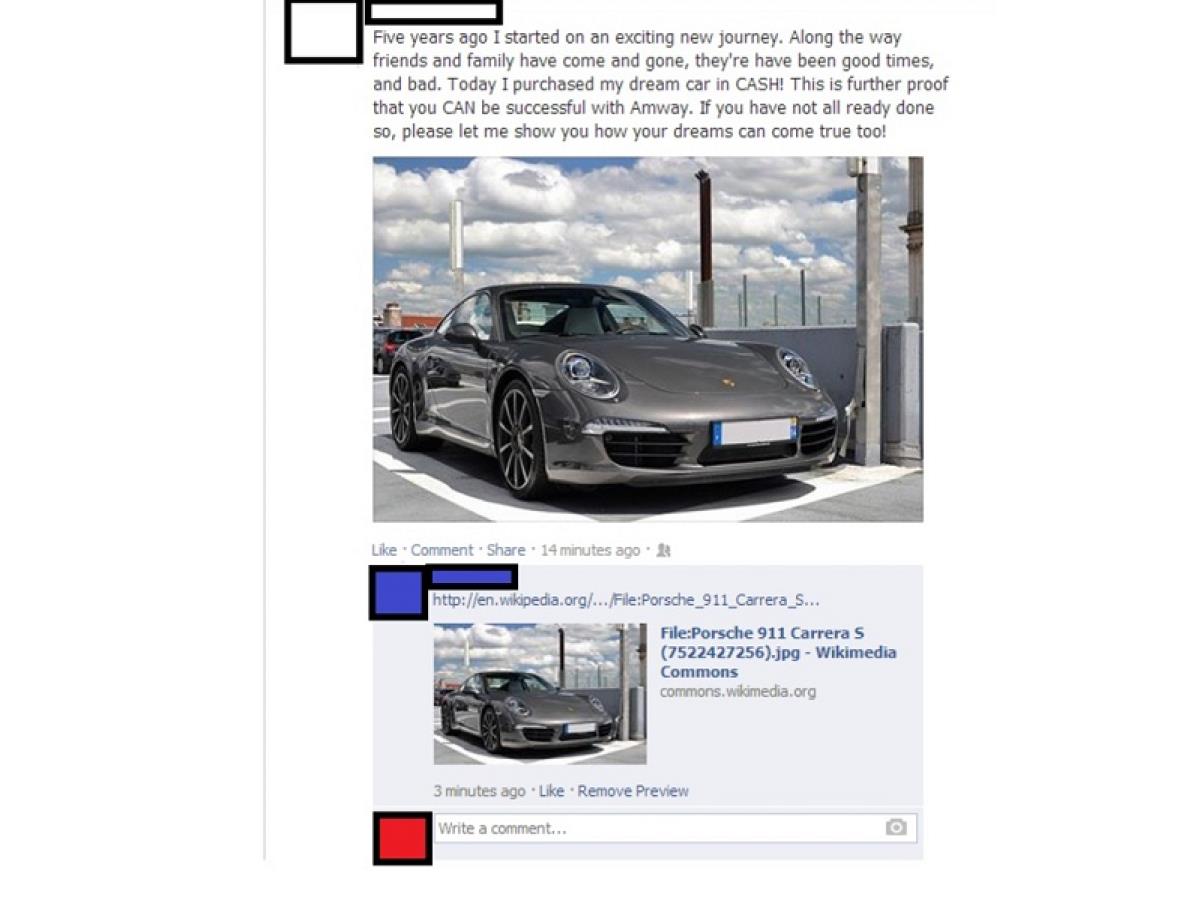 Five years ago I started on an exciting new journey. Along the way
friends and family have come and gone, they're have been good times,
and bad. Today I purchased my dream car in CASH! This is further proof
that you CAN be successful with Amway. If you have not all ready done
so, please let me show you how your dreams can come true too!
Like · Comment · Share · 14 minutes ago ·
http://en.wikipedia.org/.../File:Porsche_911_Carrera_S...
File:Porsche 911 Carrera S
(7522427256).jpg - Wikimedia
Commons
commons.wikimedia.org
3 minutes ago · Like · Remove Preview
Write a comment...